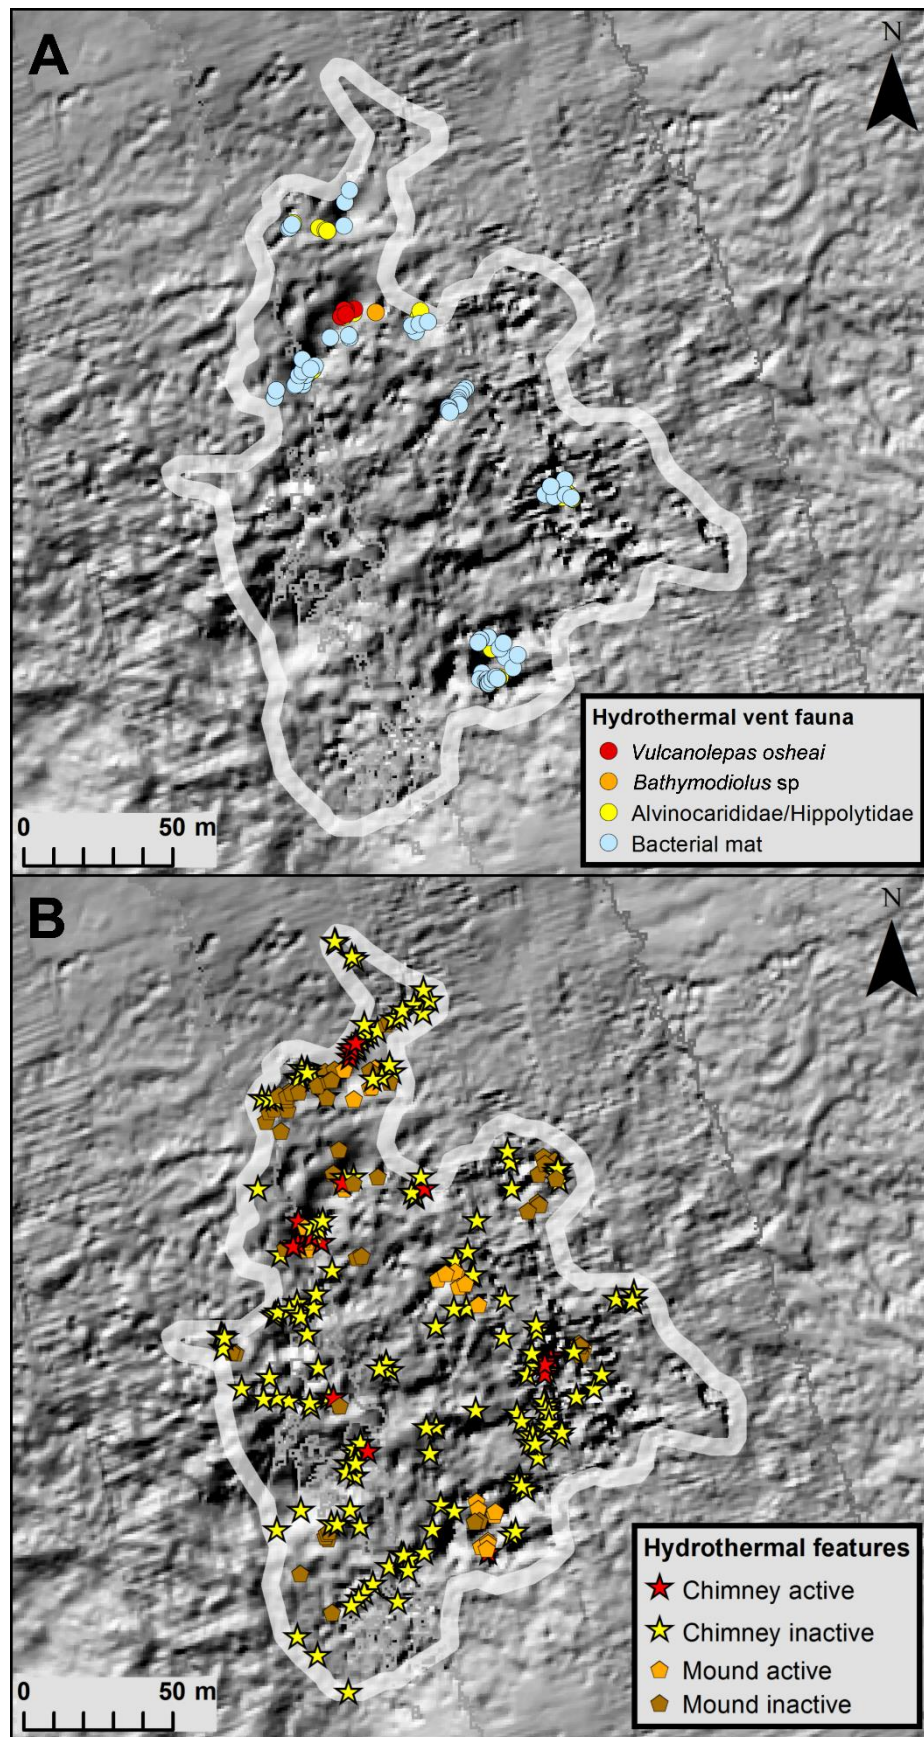 A
N
Hydrothermal vent fauna
Vulcanolepas osheai
Bathymodiolus sp
Alvinocarididae/Hippolytidae
Bacterial mat
0 50 m
B
N
Hydrothermal features
Chimney active
Chimney inactive
Mound active
Mound inactive
0 50 m